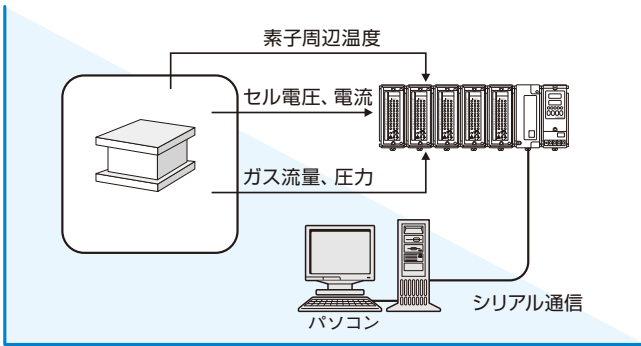 素子周辺温度
セル電圧、電流
ガス流量、圧力
シリアル通信
パソコン